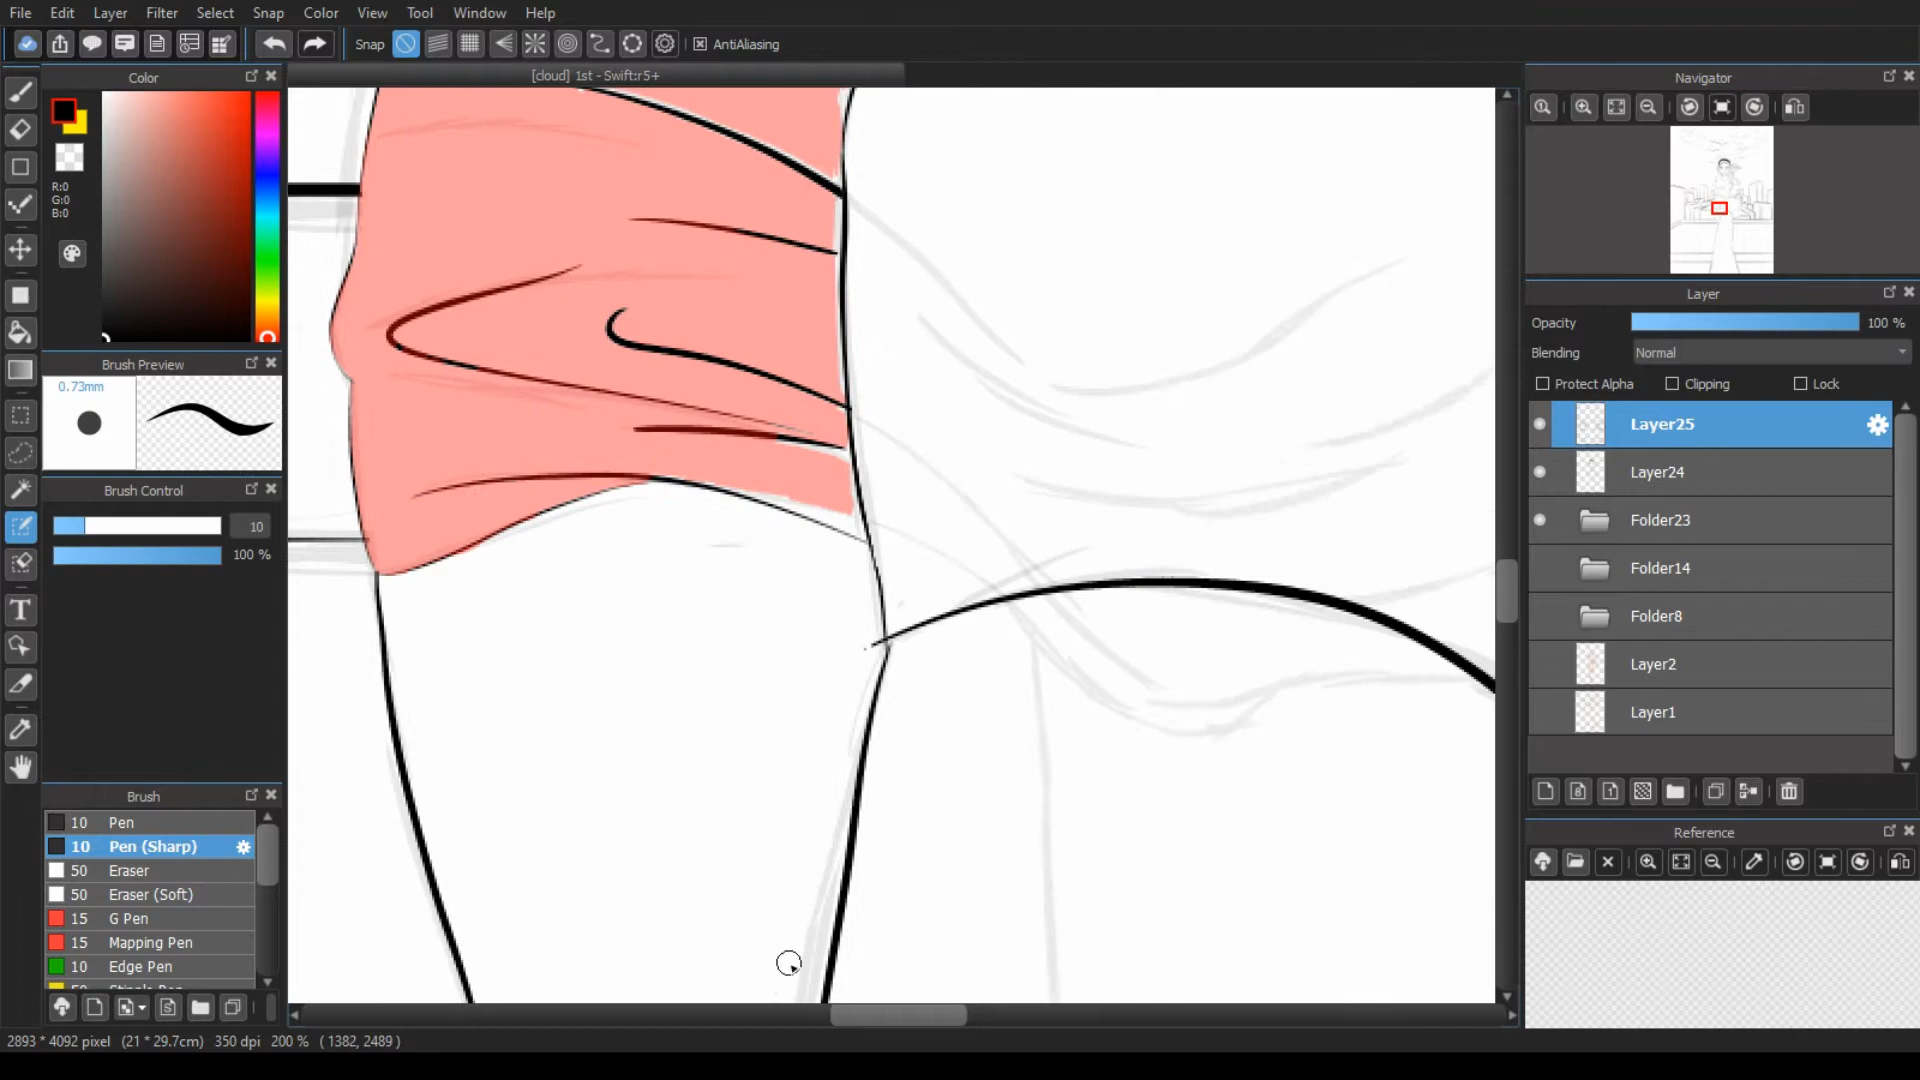 File Edit Layer Filter Select Snap Color View Tool Window Help
Snap AntiAliasing
Color
[cloud] 1st - Swift:r5+
Navigator
R:0
G:0
B:0
Layer
Opacity 100 %
Blending Normal
Protect Alpha Clipping Lock
Brush Preview
0.73mm
Layer25
Layer24
Brush Control
10
100 %
Folder23
Folder14
Folder8
Layer2
Layer1
Brush
10 Pen
10 Pen (Sharp)
50 Eraser
50 Eraser (Soft)
15 G Pen
15 Mapping Pen
10 Edge Pen
Reference
2893 * 4092 pixel (21 * 29.7cm) 350 dpi 200 % ( 1382, 2489 )